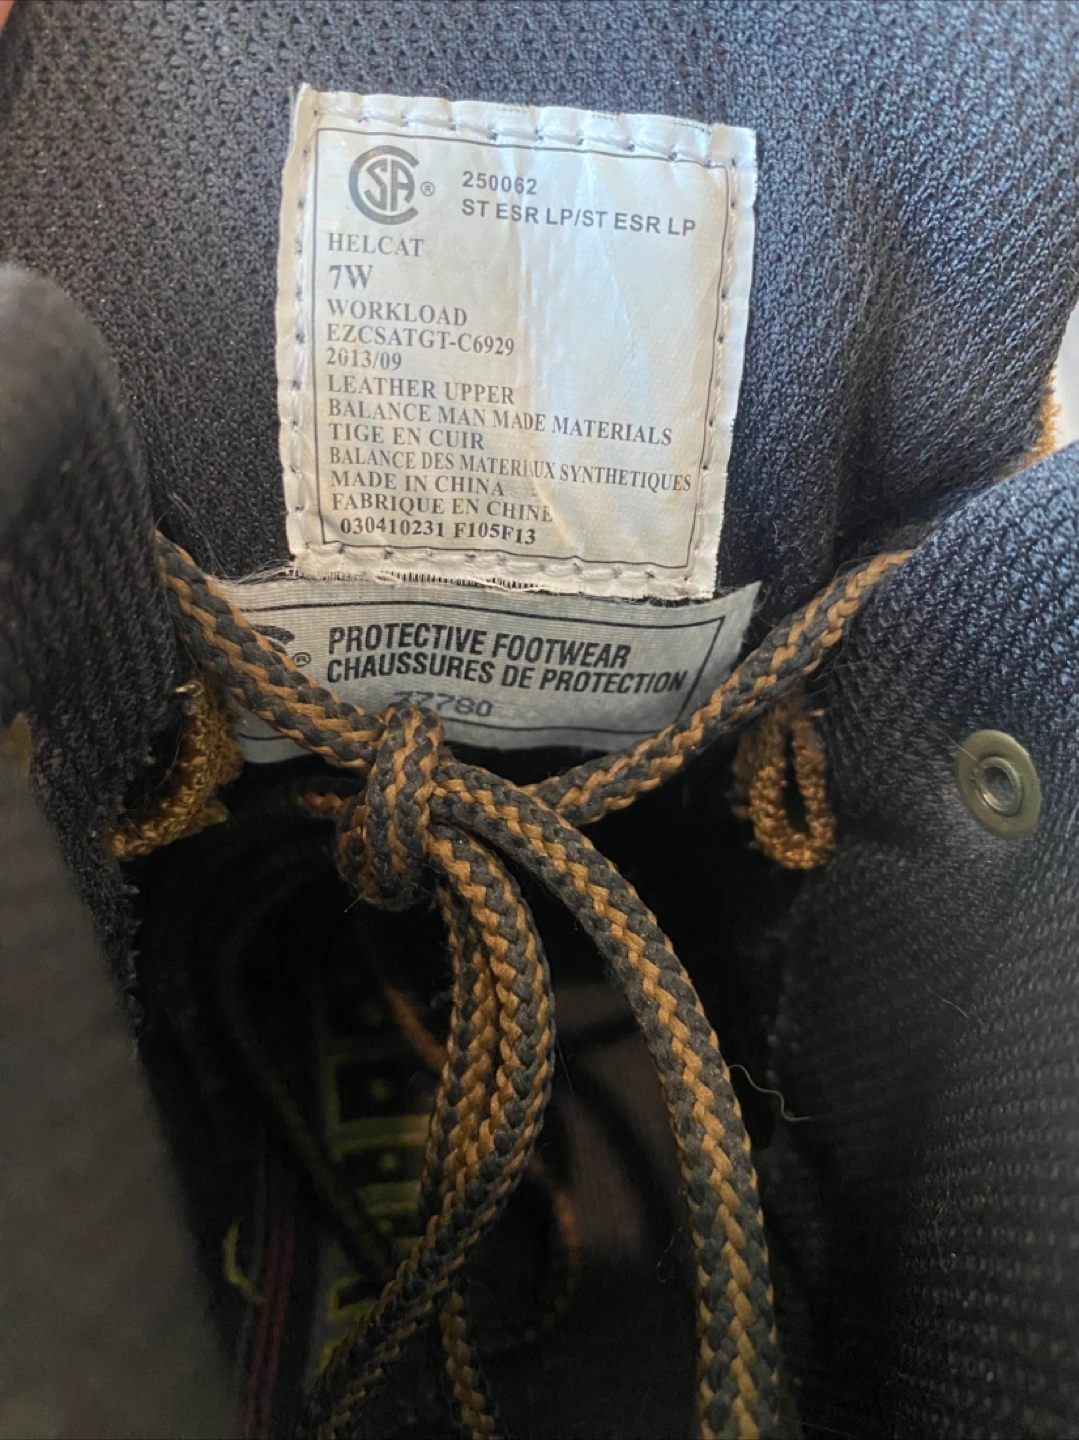 CSA® 250062
ST ESR LP/ST ESR LP
HELCAT
7W
WORKLOAD
EZCSATGT-C6929
2013/09
LEATHER UPPER
BALANCE MAN MADE MATERIALS
TIGE EN CUIR
BALANCE DES MATERIAUX SYNTHETIQUES
MADE IN CHINA
FABRIQUE EN CHINE
030410231 F105F13
® PROTECTIVE FOOTWEAR
CHAUSSURES DE PROTECTION
77780